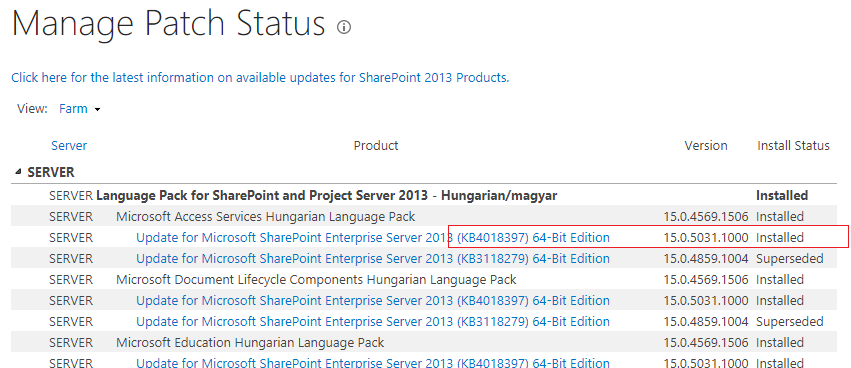 Manage Patch Status
Click here for the latest information on available updates for SharePoint 2013 Products.
View: Farm
Server Product Version Install Status
SERVER
SERVER Language Pack for SharePoint and Project Server 2013 - Hungarian/magyar Installed
SERVER Microsoft Access Services Hungarian Language Pack 15.0.4569.1506 Installed
SERVER Update for Microsoft SharePoint Enterprise Server 2013 (KB4018397) 64-Bit Edition 15.0.5031.1000 Installed
SERVER Update for Microsoft SharePoint Enterprise Server 2013 (KB3118279) 64-Bit Edition 15.0.4859.1004 Superseded
SERVER Microsoft Document Lifecycle Components Hungarian Language Pack 15.0.4569.1506 Installed
SERVER Update for Microsoft SharePoint Enterprise Server 2013 (KB4018397) 64-Bit Edition 15.0.5031.1000 Installed
SERVER Update for Microsoft SharePoint Enterprise Server 2013 (KB3118279) 64-Bit Edition 15.0.4859.1004 Superseded
SERVER Microsoft Education Hungarian Language Pack 15.0.4569.1506 Installed
SERVER Update for Microsoft SharePoint Enterprise Server 2013 (KB4018397) 64-Bit Edition 15.0.5031.1000 Installed